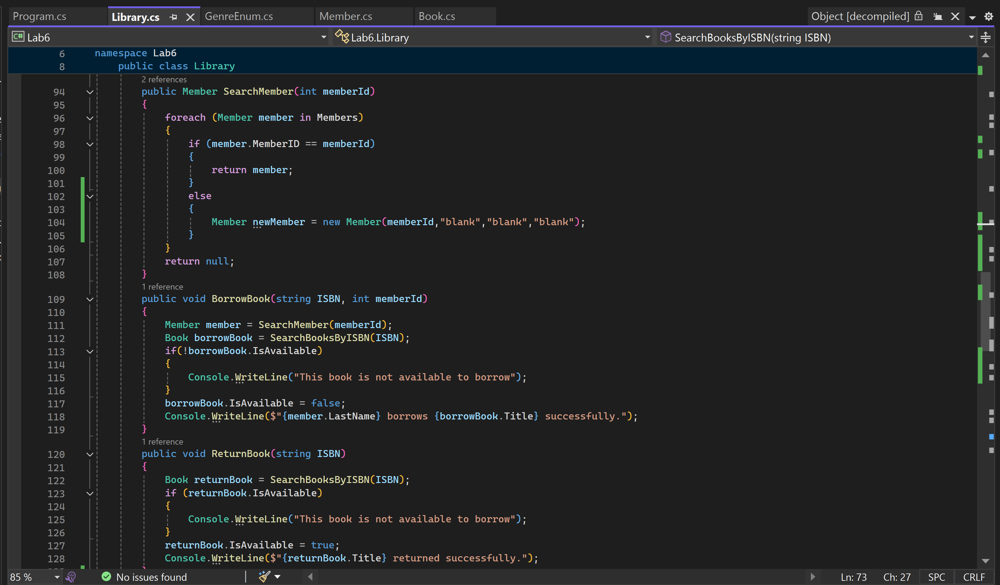 Program.cs Library.cs GenreEnum.cs Member.cs Book.cs Object [decompiled]
C# Lab6 Lab6.Library SearchBooksByISBN(string ISBN)
6 namespace Lab6
8 public class Library
2 references
94 public Member SearchMember(int memberId)
95 {
96 foreach (Member member in Members)
97 {
98 if (member.MemberID == memberId)
99 {
100 return member;
101 }
102 else
103 {
104 Member newMember = new Member(memberId,"blank","blank","blank");
105 }
106 }
107 return null;
108 }
1 reference
109 public void BorrowBook(string ISBN, int memberId)
110 {
111 Member member = SearchMember(memberId);
112 Book borrowBook = SearchBooksByISBN(ISBN);
113 if(!borrowBook.IsAvailable)
114 {
115 Console.WriteLine("This book is not available to borrow");
116 }
117 borrowBook.IsAvailable = false;
118 Console.WriteLine($"{member.LastName} borrows {borrowBook.Title} successfully.");
119 }
1 reference
120 public void ReturnBook(string ISBN)
121 {
122 Book returnBook = SearchBooksByISBN(ISBN);
123 if (returnBook.IsAvailable)
124 {
125 Console.WriteLine("This book is not available to borrow");
126 }
127 returnBook.IsAvailable = true;
128 Console.WriteLine($"{returnBook.Title} returned successfully.");
85 % No issues found Ln: 73 Ch: 27 SPC CRLF